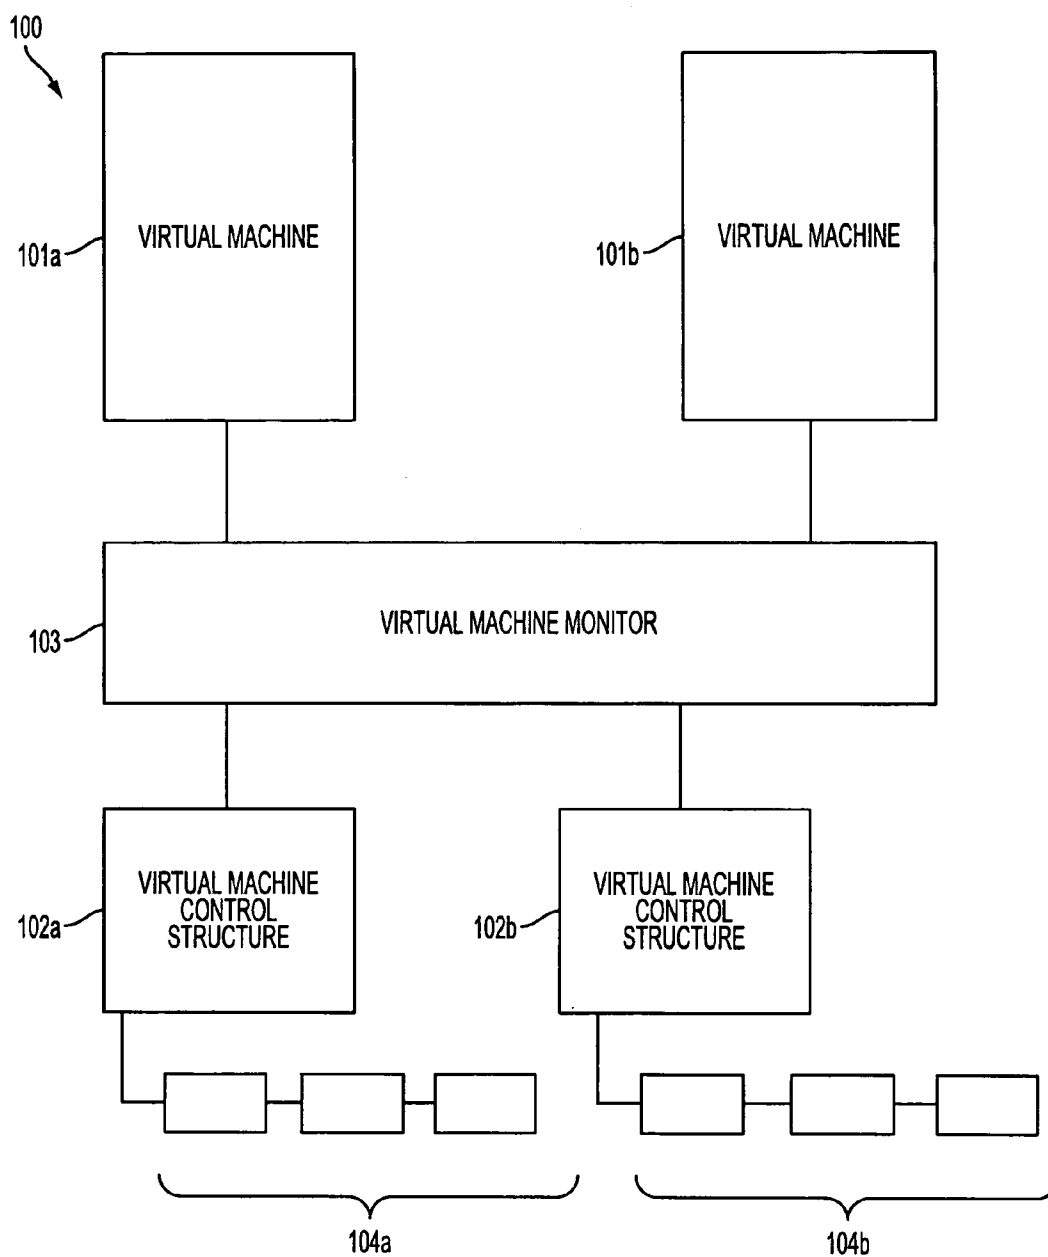 100
VIRTUAL MACHINE
101a
VIRTUAL MACHINE
101b
VIRTUAL MACHINE MONITOR
103
VIRTUAL MACHINE
CONTROL
STRUCTURE
102a
VIRTUAL MACHINE
CONTROL
STRUCTURE
102b
104a
104b